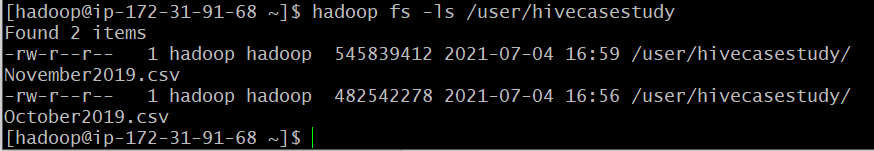 [hadoop@ip-172-31-91-68 ~]$ hadoop fs -ls /user/hivecasestudy
Found 2 items
-rw-r--r--   1 hadoop hadoop  545839412 2021-07-04 16:59 /user/hivecasestudy/
November2019.csv
-rw-r--r--   1 hadoop hadoop  482542278 2021-07-04 16:56 /user/hivecasestudy/
October2019.csv
[hadoop@ip-172-31-91-68 ~]$